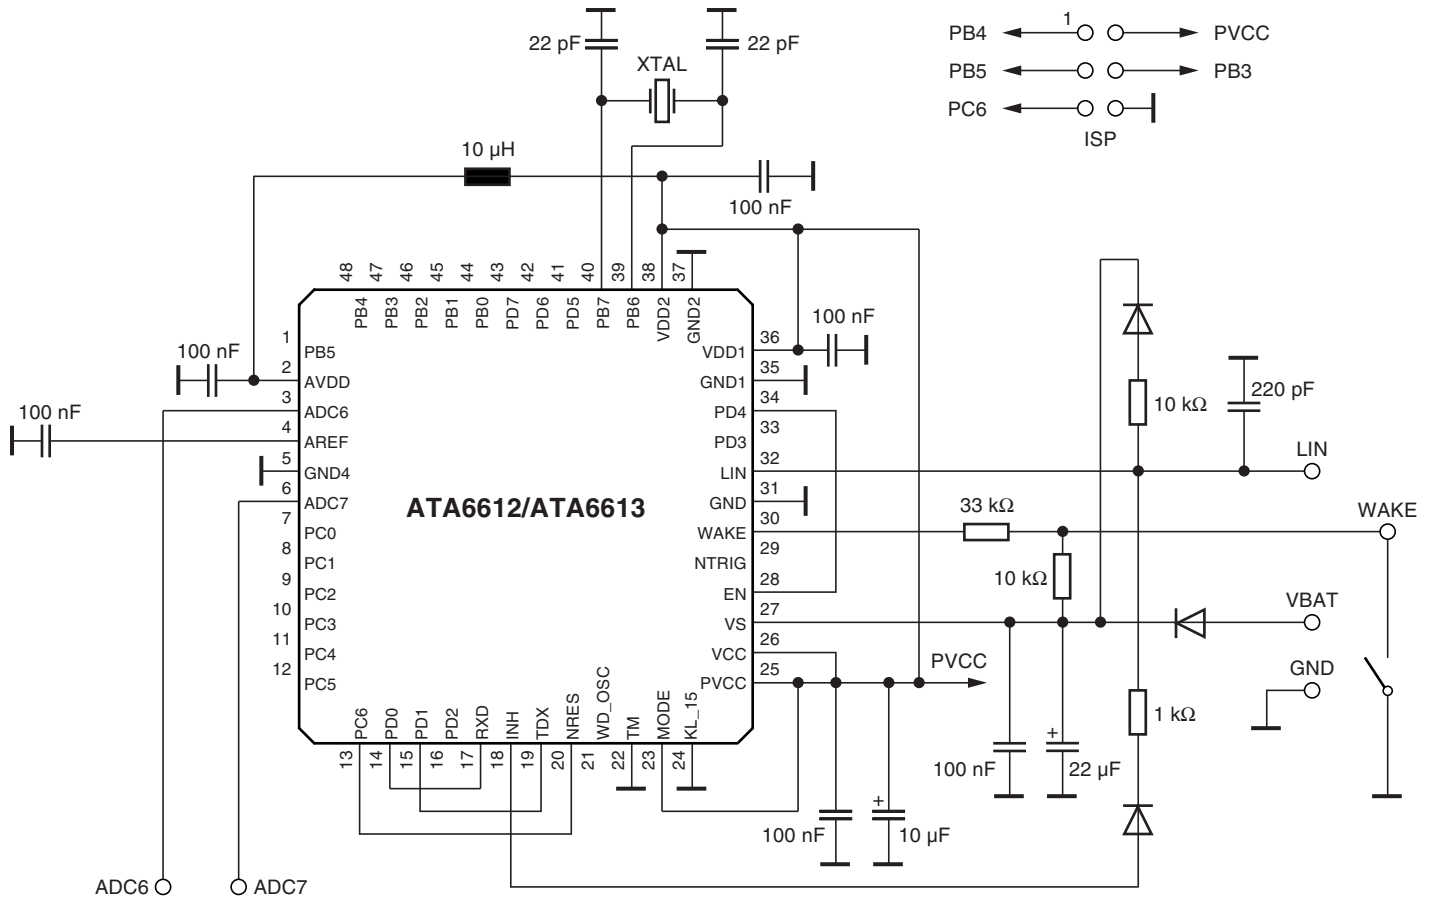 22 pF
22 pF
XTAL
1
PB4
PVCC
PB5
PB3
PC6
ISP
10 µH
100 nF
48 47 46 45 44 43 42 41 40 39 38 37
PB4 PB3 PB2 PB1 PB0 PD7 PD6 PD5 PB7 PB6 VDD2 GND2
100 nF
100 nF
100 nF
1 PB5
2 AVDD
3 ADC6
4 AREF
5 GND4
6 ADC7
7 PC0
8 PC1
9 PC2
10 PC3
11 PC4
12 PC5
ATA6612/ATA6613
VDD1 36
GND1 35
PD4 34
PD3 33
LIN 32
GND 31
WAKE 30
NTRIG 29
EN 28
VS 27
VCC 26
PVCC 25
10 kΩ
220 pF
LIN
33 kΩ
WAKE
10 kΩ
VBAT
PVCC
GND
1 kΩ
PC6 PD0 PD1 PD2 RXD INH TDX NRES WD_OSC TM MODE KL_15
13 14 15 16 17 18 19 20 21 22 23 24
100 nF
+
22 µF
100 nF
+
10 µF
ADC6
ADC7